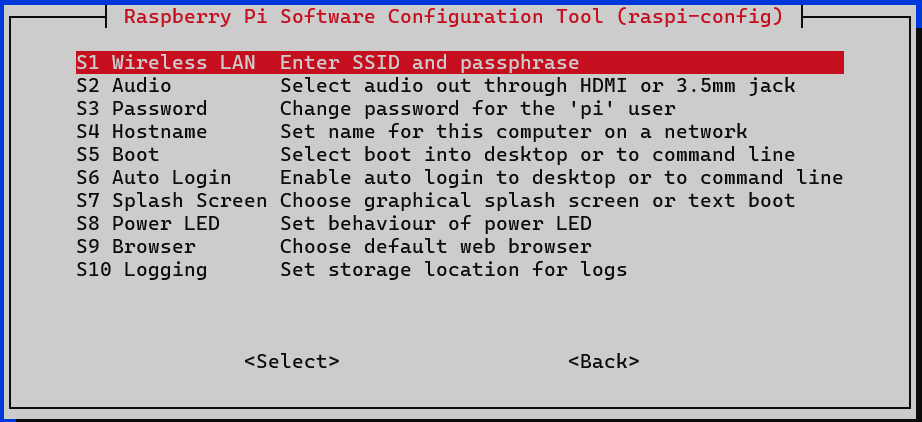 Raspberry Pi Software Configuration Tool (raspi-config)
S1 Wireless LAN  Enter SSID and passphrase
S2 Audio         Select audio out through HDMI or 3.5mm jack
S3 Password      Change password for the 'pi' user
S4 Hostname      Set name for this computer on a network
S5 Boot          Select boot into desktop or to command line
S6 Auto Login    Enable auto login to desktop or to command line
S7 Splash Screen Choose graphical splash screen or text boot
S8 Power LED     Set behaviour of power LED
S9 Browser       Choose default web browser
S10 Logging      Set storage location for logs
<Select>                   <Back>